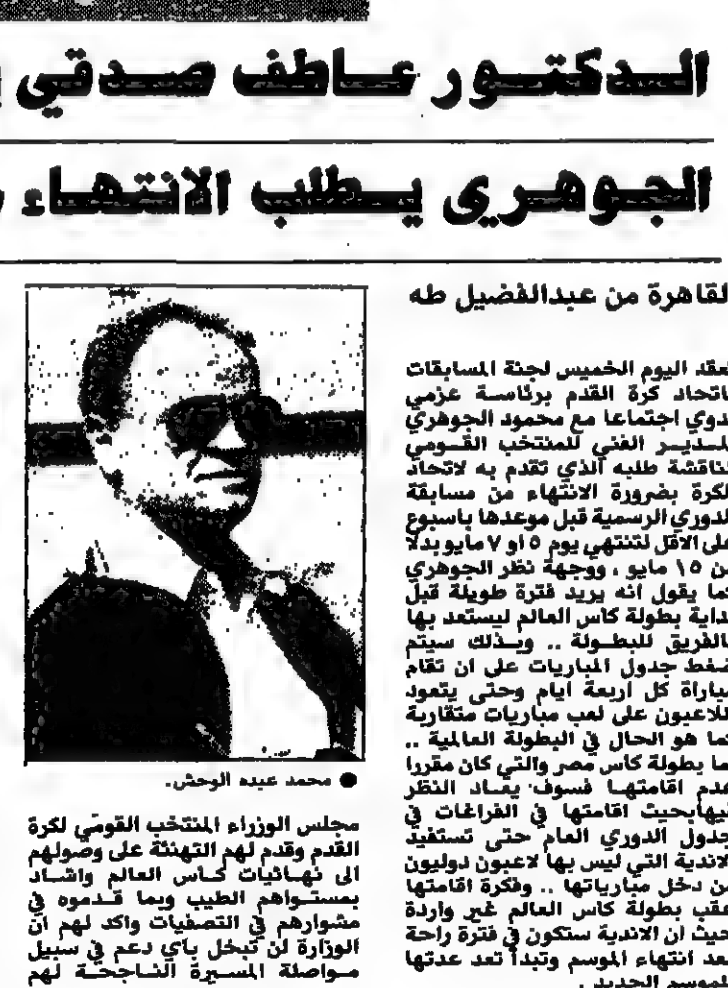 الدكتور عاطف صدقي
الجوهري يطلب الانتهاء
القاهرة من عبدالفضيل طه
يعقد اليوم الخميس لجنة المسابقات
باتحاد كرة القدم برئاسة عزمي
مع محمود الجوهري اجتماعا
المدير الفني للمنتخب القومي
لمناقشة طلبه الذي تقدم به لاتحاد
الكرة بضرورة الانتهاء من مسابقة
الدوري الرسمية قبل موعدها باسبوع
على الاقل لتنتهي يوم ٥ او ٧ مايو بدلا
من ١٥ مايو ، ووجهة نظر الجوهري
كما يقول انه يريد فترة طويلة قبل
بداية بطولة كاس العالم ليستعد بها
بالفريق للبطولة .. وبذلك سيتم
ضغط جدول المباريات على ان تقام
مباراة كل اربعة ايام وحتى يتعود
اللاعبون على لعب مباريات متقاربة
كما هو الحال في البطولة العالمية ..
اما بطولة كاس مصر والتي كان مقررا
عدم اقامتها فسوف يعاد النظر
فيهابحيث اقامتها في الفراغات في
جدول الدوري العام حتى تستفيد
الاندية التي ليس بها لاعبون دوليون
من دخل مبارياتها .. وفكرة اقامتها
عقب بطولة كاس العالم غير واردة
حيث ان الاندية ستكون في فترة راحة
بعد انتهاء الموسم وتبدأ تعد عدتها
للموسم الجديد .
● محمد عبده الوحش.
مجلس الوزراء المنتخب القومي لكرة
القدم وقدم لهم التهنئة على وصولهم
الى نهائيات كأس العالم واشاد
بمستواهم الطيب وبما قدموه في
مشوارهم في التصفيات واكد لهم ان
الوزارة لن تبخل بأي دعم في سبيل
مواصلة المسيرة الناجحة لهم